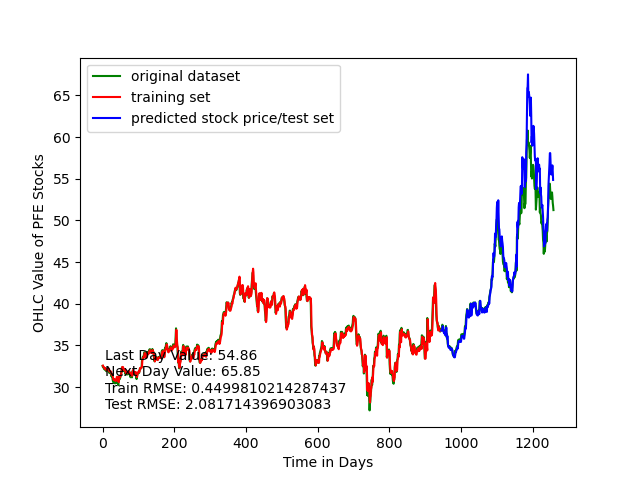 original dataset
training set
predicted stock price/test set
65
60
55
50
45
40
35
30
OHLC Value of PFE Stocks
Last Day Value: 54.86
Next Day Value: 65.85
Train RMSE: 0.4499810214287437
Test RMSE: 2.081714396903083
0
200
400
600
800
1000
1200
Time in Days